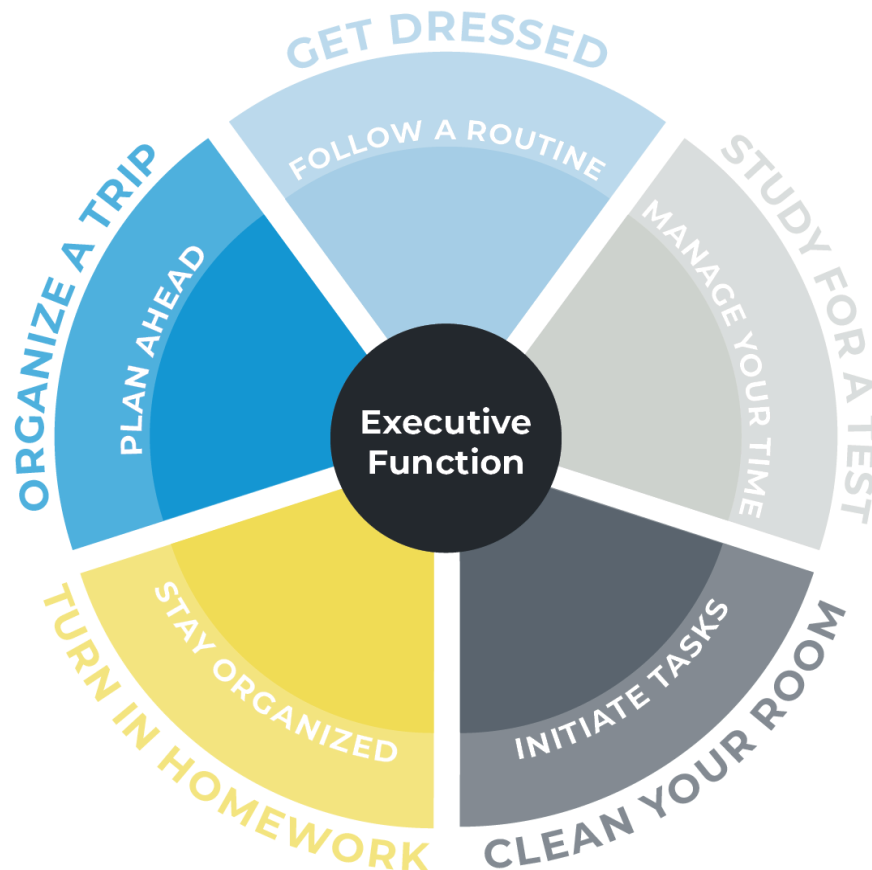 GET DRESSED
FOLLOW A ROUTINE
STUDY FOR A TEST
MANAGE YOUR TIME
CLEAN YOUR ROOM
INITIATE TASKS
TURN IN HOMEWORK
STAY ORGANIZED
ORGANIZE A TRIP
PLAN AHEAD
Executive
Function